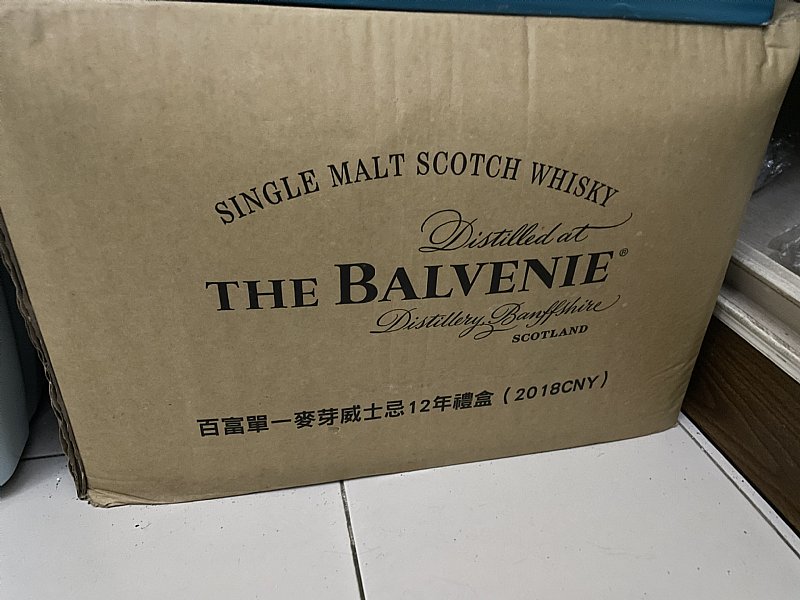 SINGLE MALT SCOTCH WHISKY
Distilled at
THE BALVENIE®
Distillery, Banffshire
SCOTLAND
百富單一麥芽威士忌12年禮盒(2018CNY)